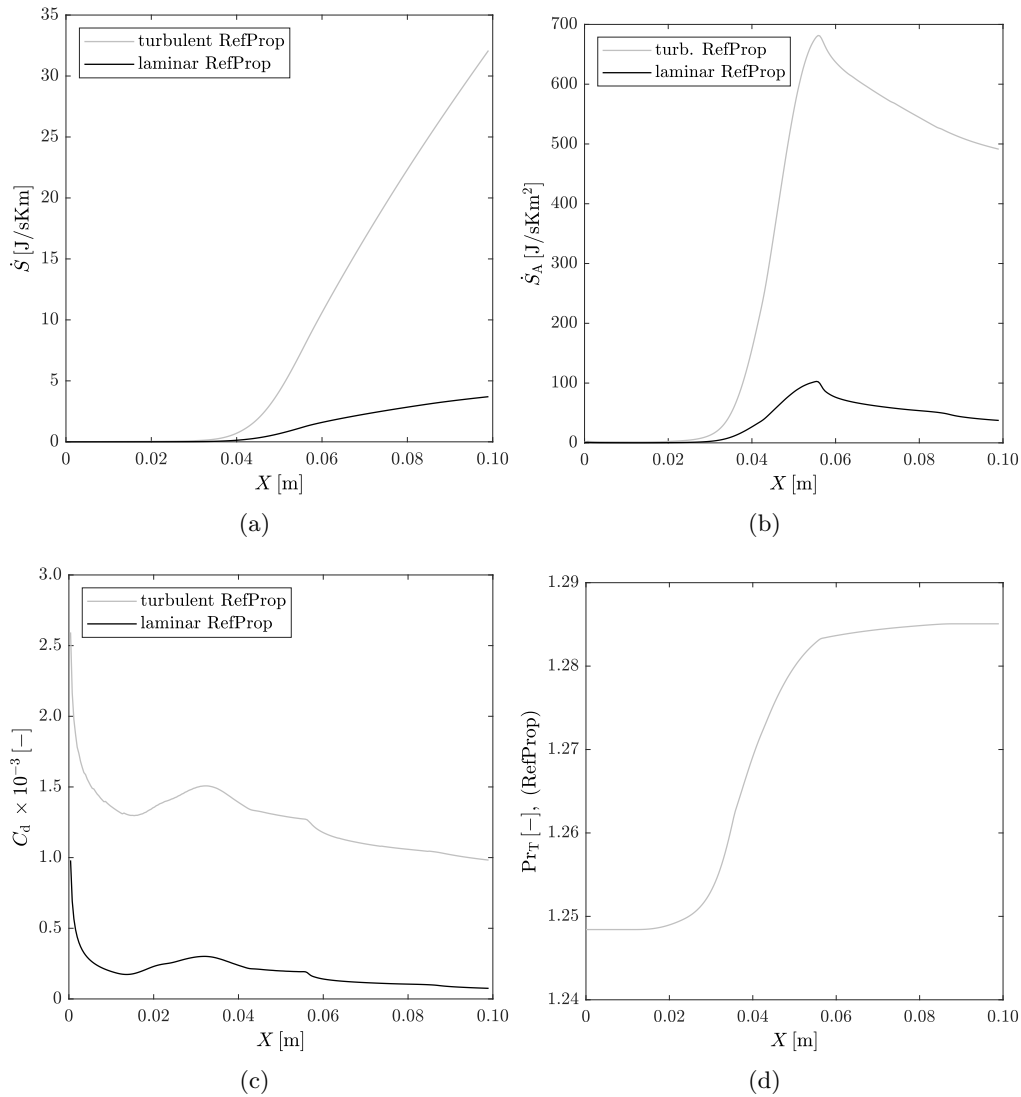 35
30
25
20
15
10
5
0
Ṡ [J/sKm]
turbulent RefProp
laminar RefProp
0 0.02 0.04 0.06 0.08 0.10
X [m]
(a)
700
600
500
400
300
200
100
0
Ṡ_A [J/sKm²]
turb. RefProp
laminar RefProp
0 0.02 0.04 0.06 0.08 0.10
X [m]
(b)
3.0
2.5
2.0
1.5
1.0
0.5
0
C_d × 10⁻³ [−]
turbulent RefProp
laminar RefProp
0 0.02 0.04 0.06 0.08 0.10
X [m]
(c)
1.29
1.28
1.27
1.26
1.25
1.24
Pr_T [−], (RefProp)
0 0.02 0.04 0.06 0.08 0.10
X [m]
(d)